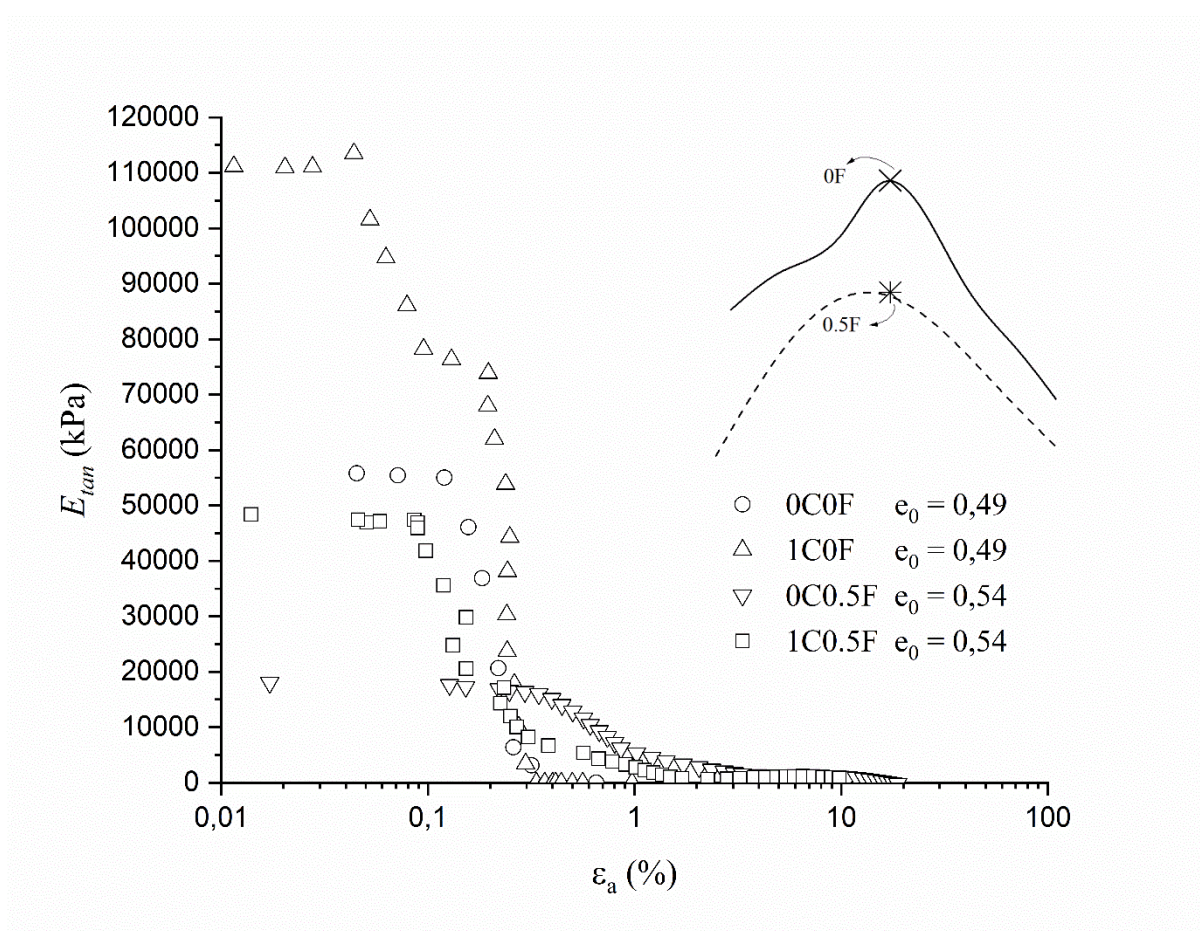 120000
110000
100000
90000
80000
70000
60000
50000
40000
30000
20000
10000
0
E_tan (kPa)
0,01
0,1
1
10
100
ε_a (%)
0F
0.5F
0C0F e_0 = 0,49
1C0F e_0 = 0,49
0C0.5F e_0 = 0,54
1C0.5F e_0 = 0,54